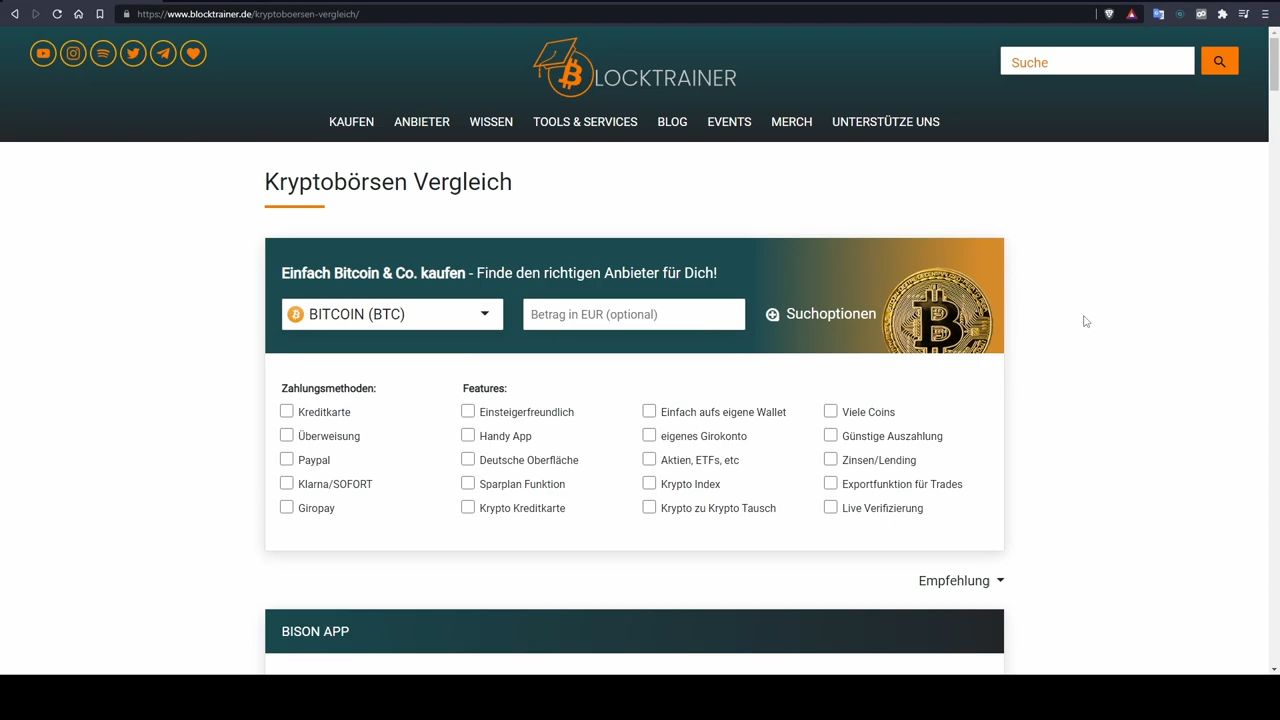 https://www.blocktrainer.de/kryptoboersen-vergleich/
BLOCKTRAINER
Suche
KAUFEN ANBIETER WISSEN TOOLS & SERVICES BLOG EVENTS MERCH UNTERSTÜTZE UNS
Kryptobörsen Vergleich
Einfach Bitcoin & Co. kaufen - Finde den richtigen Anbieter für Dich!
BITCOIN (BTC) Betrag in EUR (optional) Suchoptionen
Zahlungsmethoden: Features:
Kreditkarte Einsteigerfreundlich Einfach aufs eigene Wallet Viele Coins
Überweisung Handy App eigenes Girokonto Günstige Auszahlung
Paypal Deutsche Oberfläche Aktien, ETFs, etc Zinsen/Lending
Klarna/SOFORT Sparplan Funktion Krypto Index Exportfunktion für Trades
Giropay Krypto Kreditkarte Krypto zu Krypto Tausch Live Verifizierung
Empfehlung
BISON APP